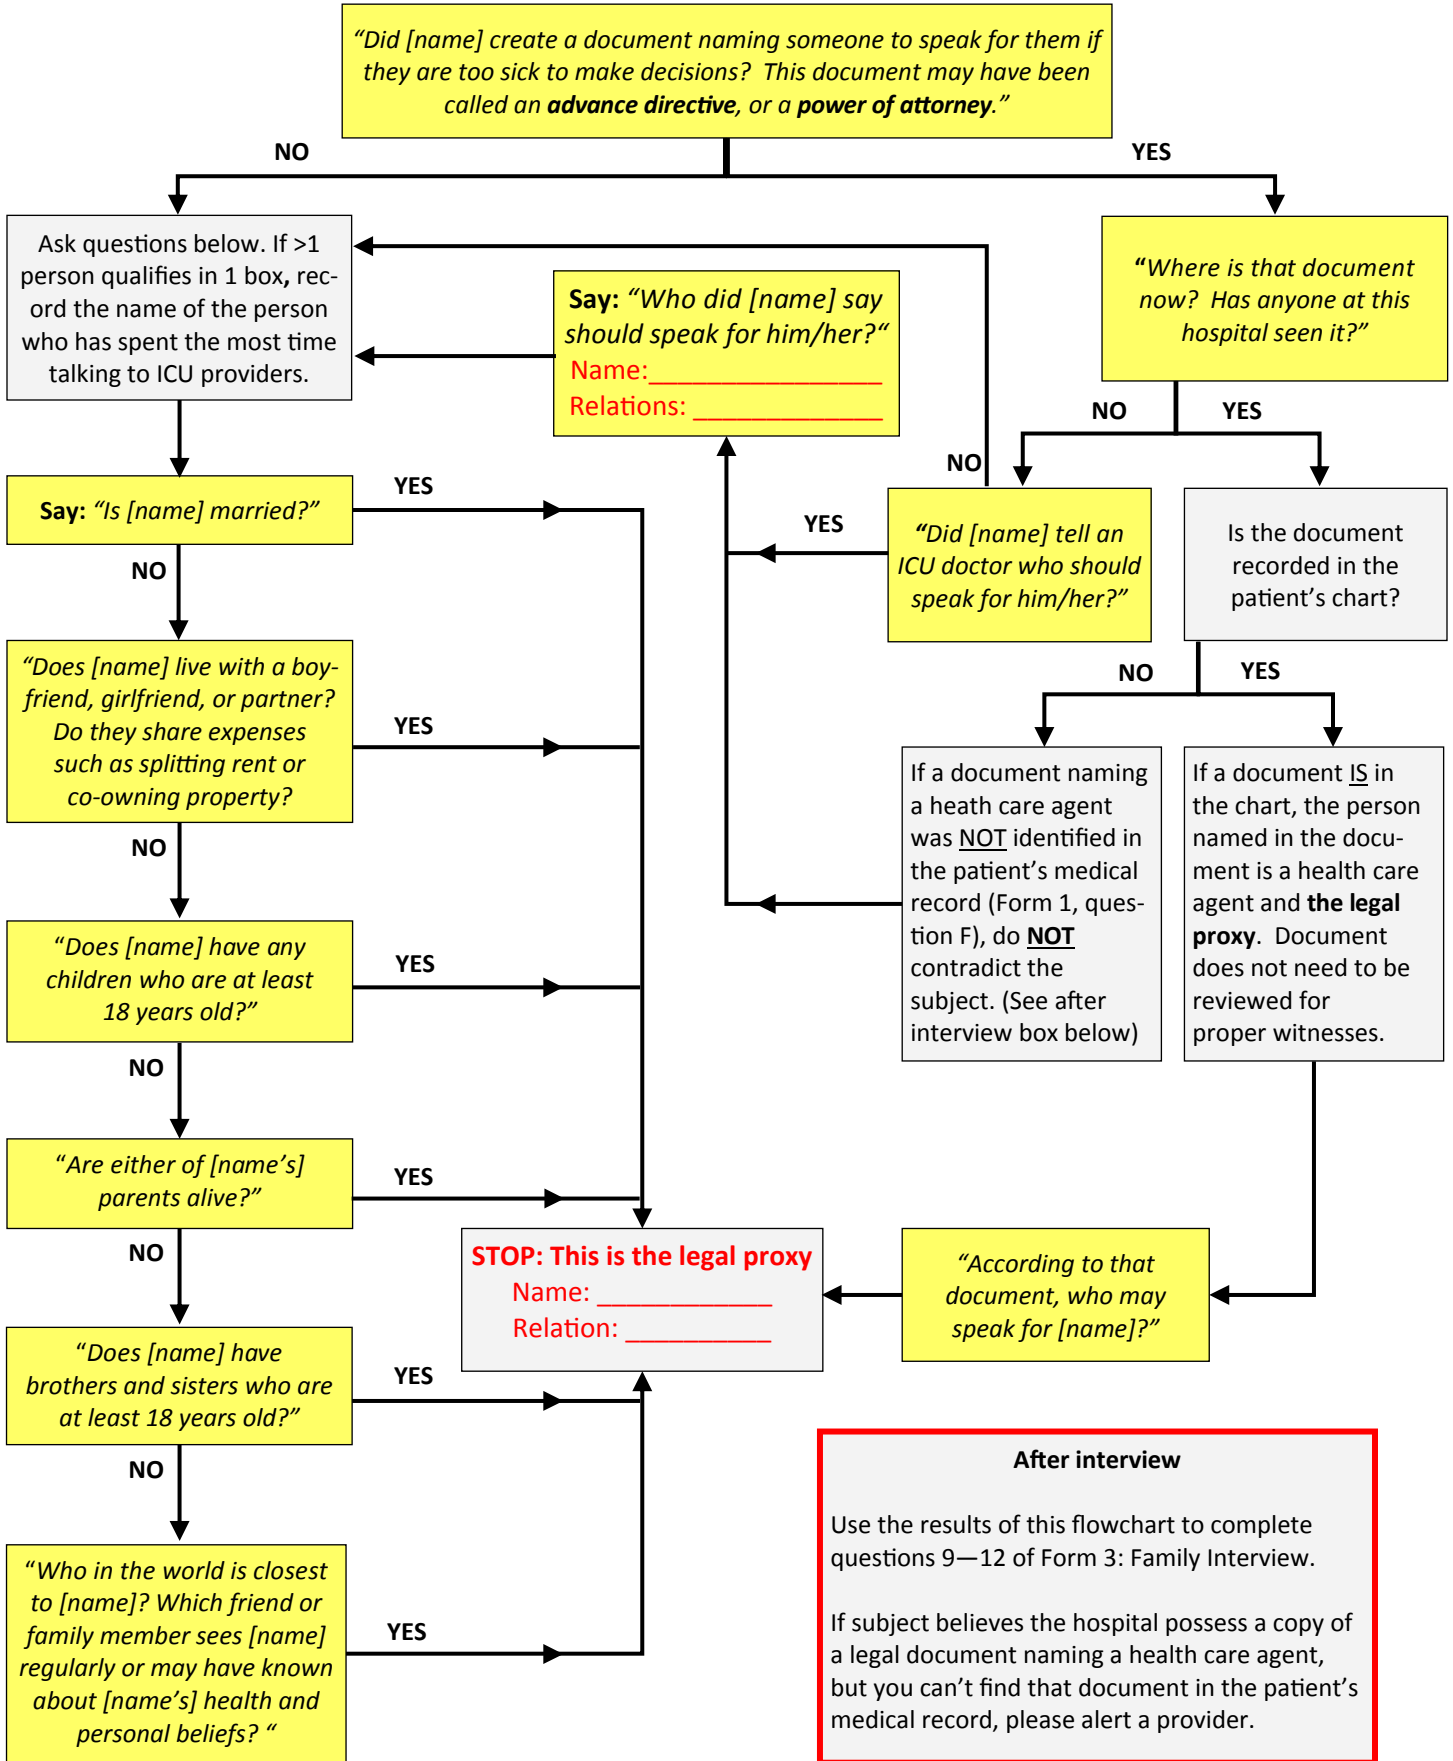 “Did [name] create a document naming someone to speak for them if
they are too sick to make decisions? This document may have been
called an advance directive, or a power of attorney.”
NO
YES
Ask questions below. If >1
person qualifies in 1 box, rec-
ord the name of the person
who has spent the most time
talking to ICU providers.
Say: “Who did [name] say
should speak for him/her?“
Name:________________
Relations: _____________
“Where is that document
now? Has anyone at this
hospital seen it?”
NO
YES
NO
Say: “Is [name] married?”
YES
NO
YES
“Did [name] tell an
ICU doctor who should
speak for him/her?”
Is the document
recorded in the
patient’s chart?
NO
YES
“Does [name] live with a boy-
friend, girlfriend, or partner?
Do they share expenses
such as splitting rent or
co-owning property?
YES
NO
If a document naming
a heath care agent
was NOT identified in
the patient’s medical
record (Form 1, ques-
tion F), do NOT
contradict the
subject. (See after
interview box below)
If a document IS in
the chart, the person
named in the docu-
ment is a health care
agent and the legal
proxy. Document
does not need to be
reviewed for
proper witnesses.
“Does [name] have any
children who are at least
18 years old?”
YES
NO
“Are either of [name’s]
parents alive?”
YES
NO
STOP: This is the legal proxy
Name: ____________
Relation: __________
“According to that
document, who may
speak for [name]?”
“Does [name] have
brothers and sisters who are
at least 18 years old?”
YES
NO
“Who in the world is closest
to [name]? Which friend or
family member sees [name]
regularly or may have known
about [name’s] health and
personal beliefs? “
YES
After interview
Use the results of this flowchart to complete
questions 9—12 of Form 3: Family Interview.
If subject believes the hospital possess a copy of
a legal document naming a health care agent,
but you can’t find that document in the patient’s
medical record, please alert a provider.